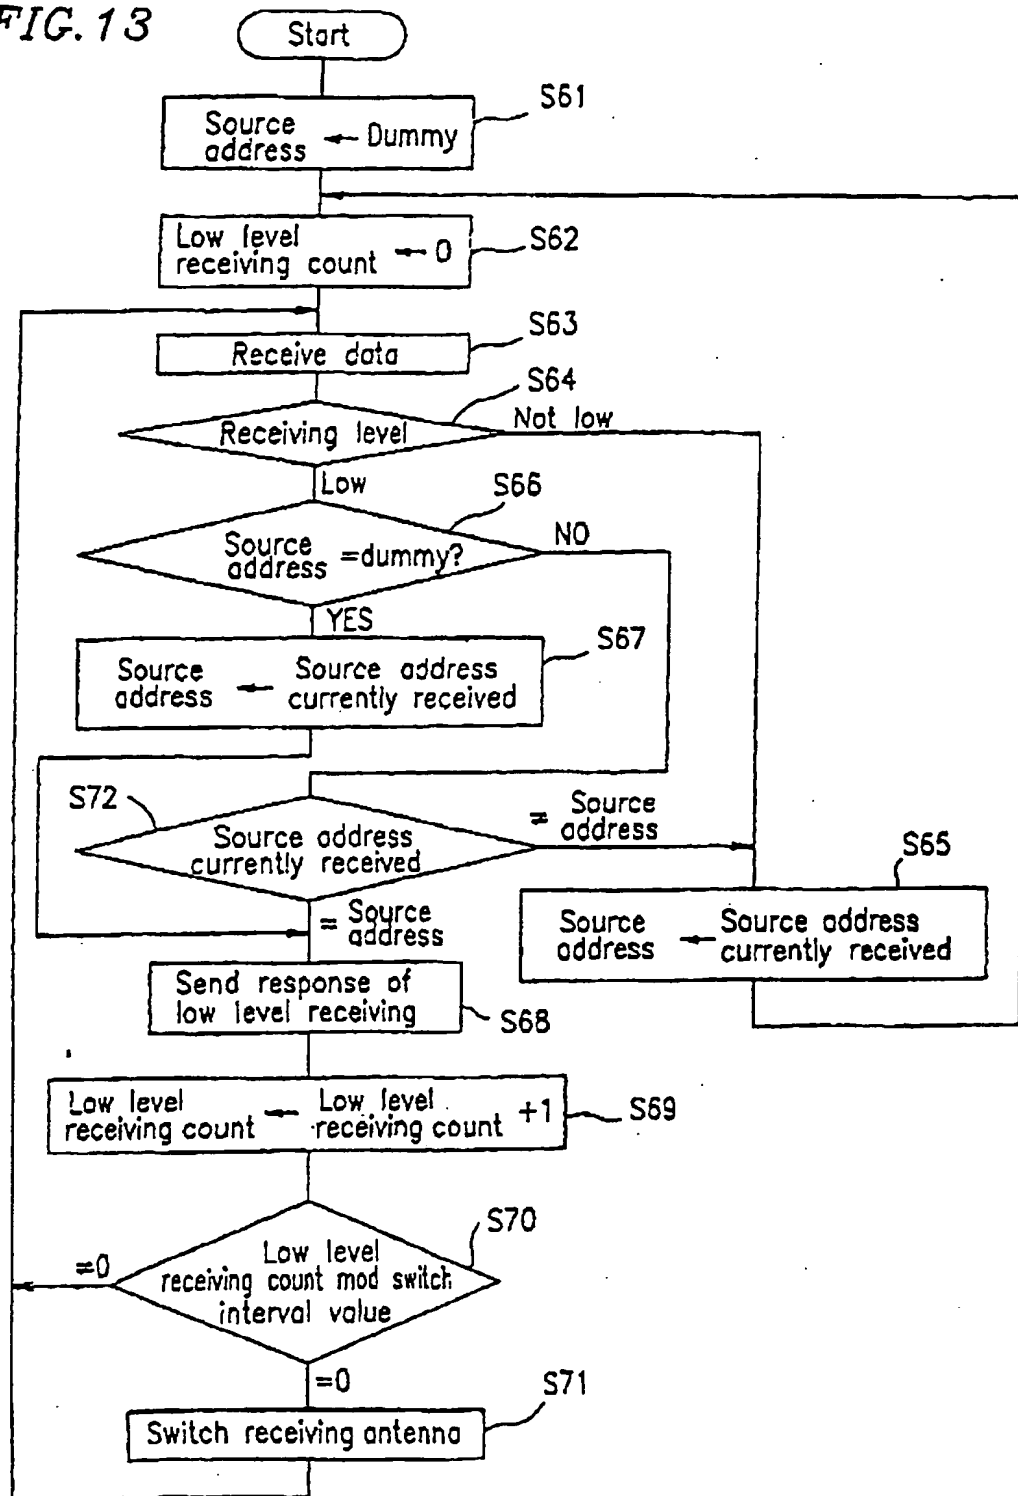 FIG. 13
Start
S61
Source address ← Dummy
S62
Low level receiving count ← 0
S63
Receive data
S64
Receiving level
Not low
Low
S66
Source address =dummy?
NO
YES
S67
Source address ← Source address currently received
S72
Source address currently received
≠ Source address
= Source address
S65
Source address ← Source address currently received
Send response of low level receiving
S68
Low level receiving count ← Low level receiving count +1
S69
S70
Low level receiving count mod switch interval value
≠0
=0
S71
Switch receiving antenna